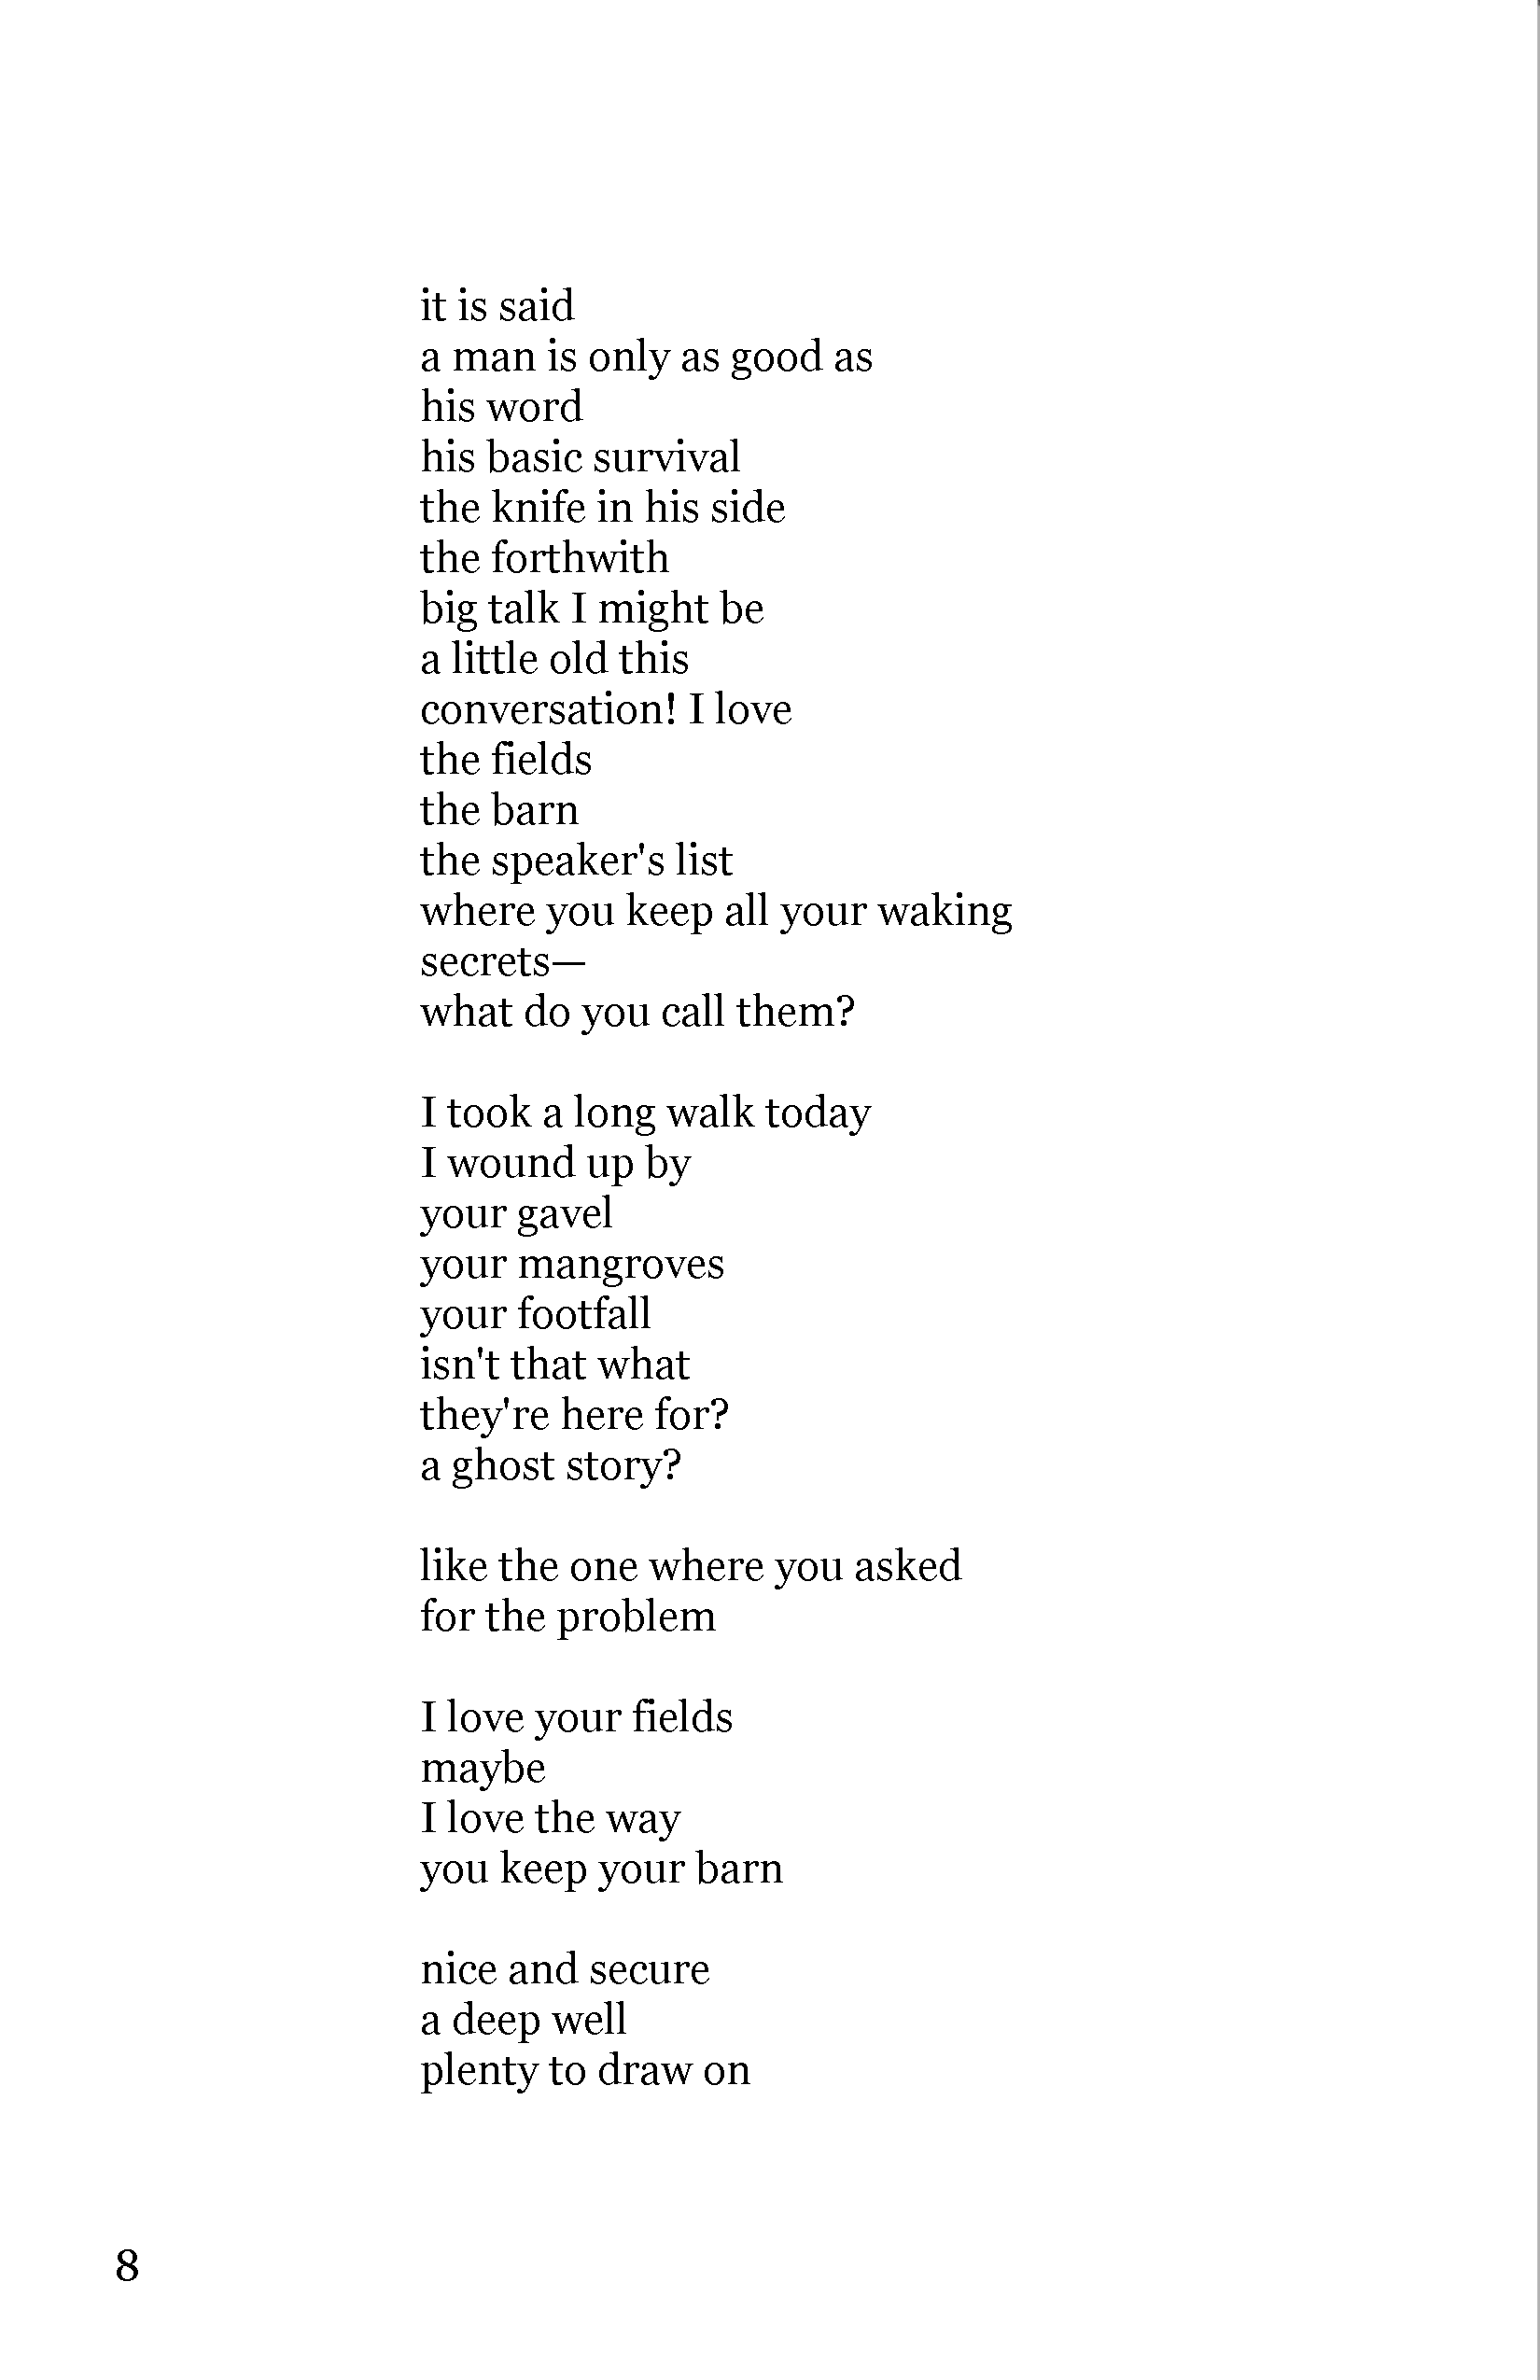 it is said
a man is only as good as
his word
his basic survival
the knife in his side
the forthwith
big talk I might be
a little old this
conversation! I love
the fields
the barn
the speaker's list
where you keep all your waking
secrets—
what do you call them?

I took a long walk today
I wound up by
your gavel
your mangroves
your footfall
isn't that what
they're here for?
a ghost story?

like the one where you asked
for the problem

I love your fields
maybe
I love the way
you keep your barn

nice and secure
a deep well
plenty to draw on

8